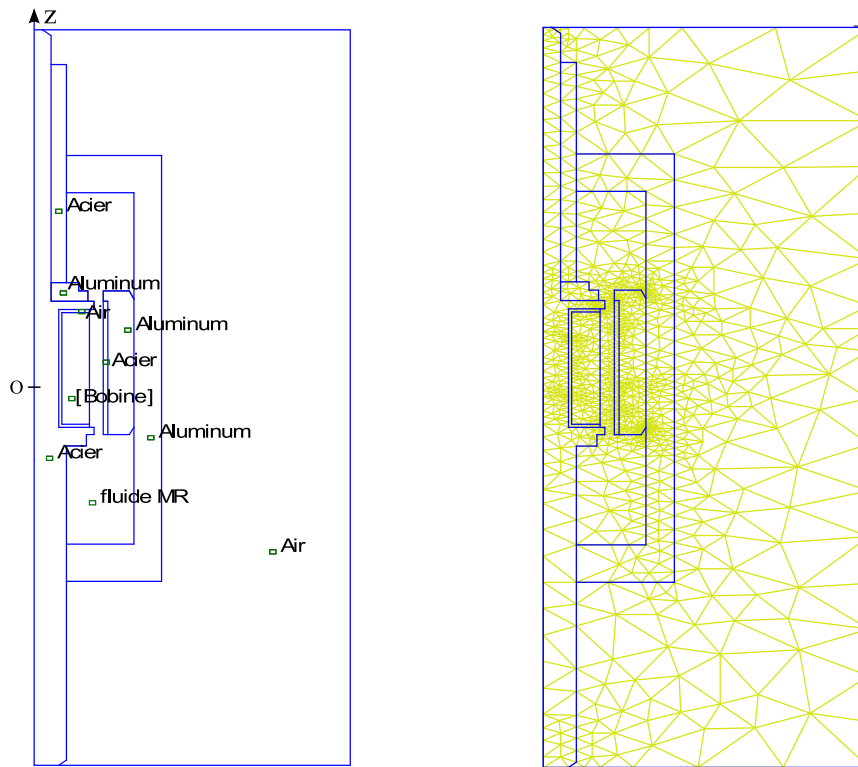 Z
Acier
Aluminum
Air
Aluminum
Acier
O
[Bobine]
Aluminum
Acier
fluide MR
Air